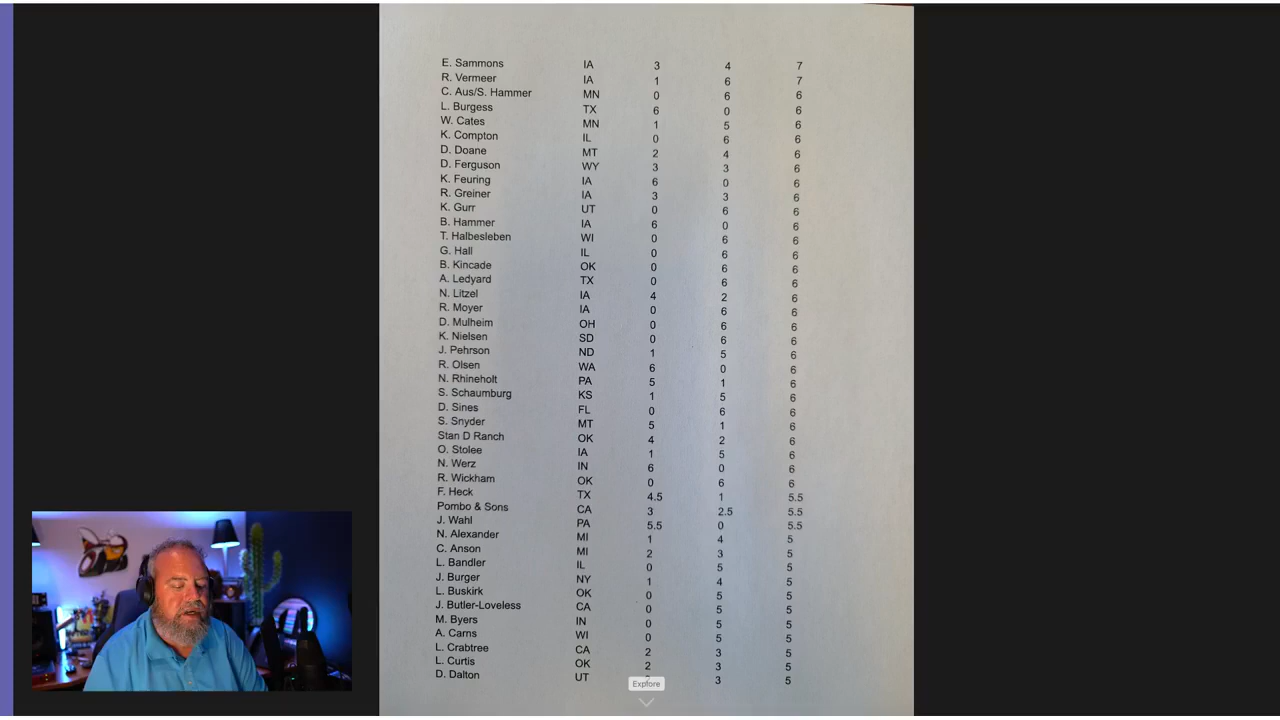 E. Sammons IA 3 4 7
R. Vermeer IA 1 6 7
C. Aus/S. Hammer MN 0 6 6
L. Burgess TX 6 0 6
W. Cates MN 1 5 6
K. Compton IL 0 6 6
D. Doane MT 2 4 6
D. Ferguson WY 3 3 6
K. Feuring IA 6 0 6
R. Greiner IA 3 3 6
K. Gurr UT 0 6 6
B. Hammer IA 6 0 6
T. Halbesleben WI 0 6 6
G. Hall IL 0 6 6
B. Kincade OK 0 6 6
A. Ledyard TX 0 6 6
N. Litzel IA 4 2 6
R. Moyer IA 0 6 6
D. Mulheim OH 0 6 6
K. Nielsen SD 0 6 6
J. Pehrson ND 1 5 6
R. Olsen WA 6 0 6
N. Rhineholt PA 5 1 6
S. Schaumburg KS 1 5 6
D. Sines FL 0 6 6
S. Snyder MT 5 1 6
Stan D Ranch OK 4 2 6
O. Stolee IA 1 5 6
N. Werz IN 6 0 6
R. Wickham OK 0 6 6
F. Heck TX 4.5 1 5.5
Pombo & Sons CA 3 2.5 5.5
J. Wahl PA 5.5 0 5.5
N. Alexander MI 1 4 5
C. Anson MI 2 3 5
L. Bandler IL 0 5 5
J. Burger NY 1 4 5
L. Buskirk OK 0 5 5
J. Butler-Loveless CA 0 5 5
M. Byers IN 0 5 5
A. Carns WI 0 5 5
L. Crabtree CA 2 3 5
L. Curtis OK 2 3 5
D. Dalton UT 3 5
Explore